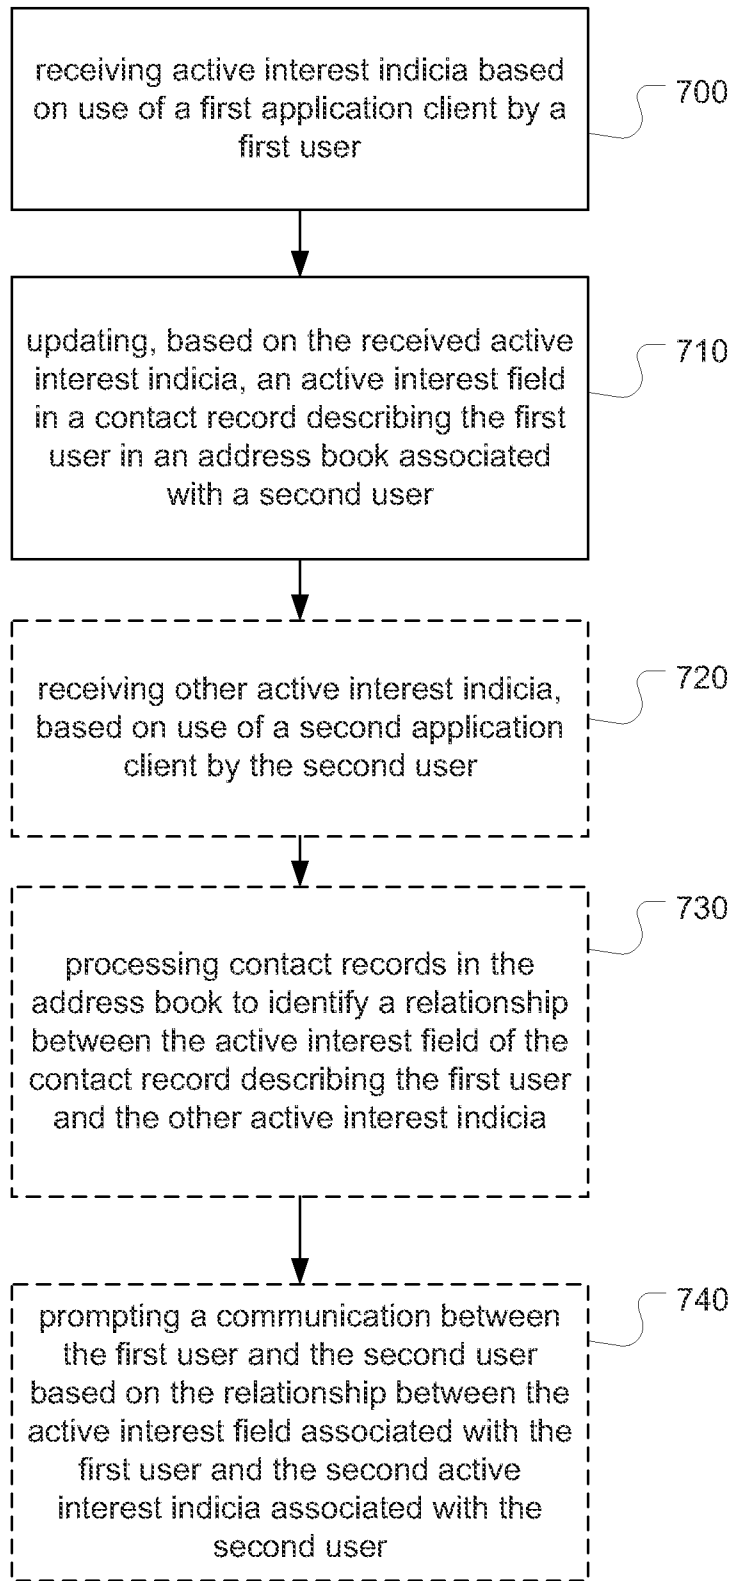 receiving active interest indicia based
on use of a first application client by a
first user
700
updating, based on the received active
interest indicia, an active interest field
in a contact record describing the first
user in an address book associated
with a second user
710
receiving other active interest indicia,
based on use of a second application
client by the second user
720
processing contact records in the
address book to identify a relationship
between the active interest field of the
contact record describing the first user
and the other active interest indicia
730
prompting a communication between
the first user and the second user
based on the relationship between the
active interest field associated with the
first user and the second active
interest indicia associated with the
second user
740